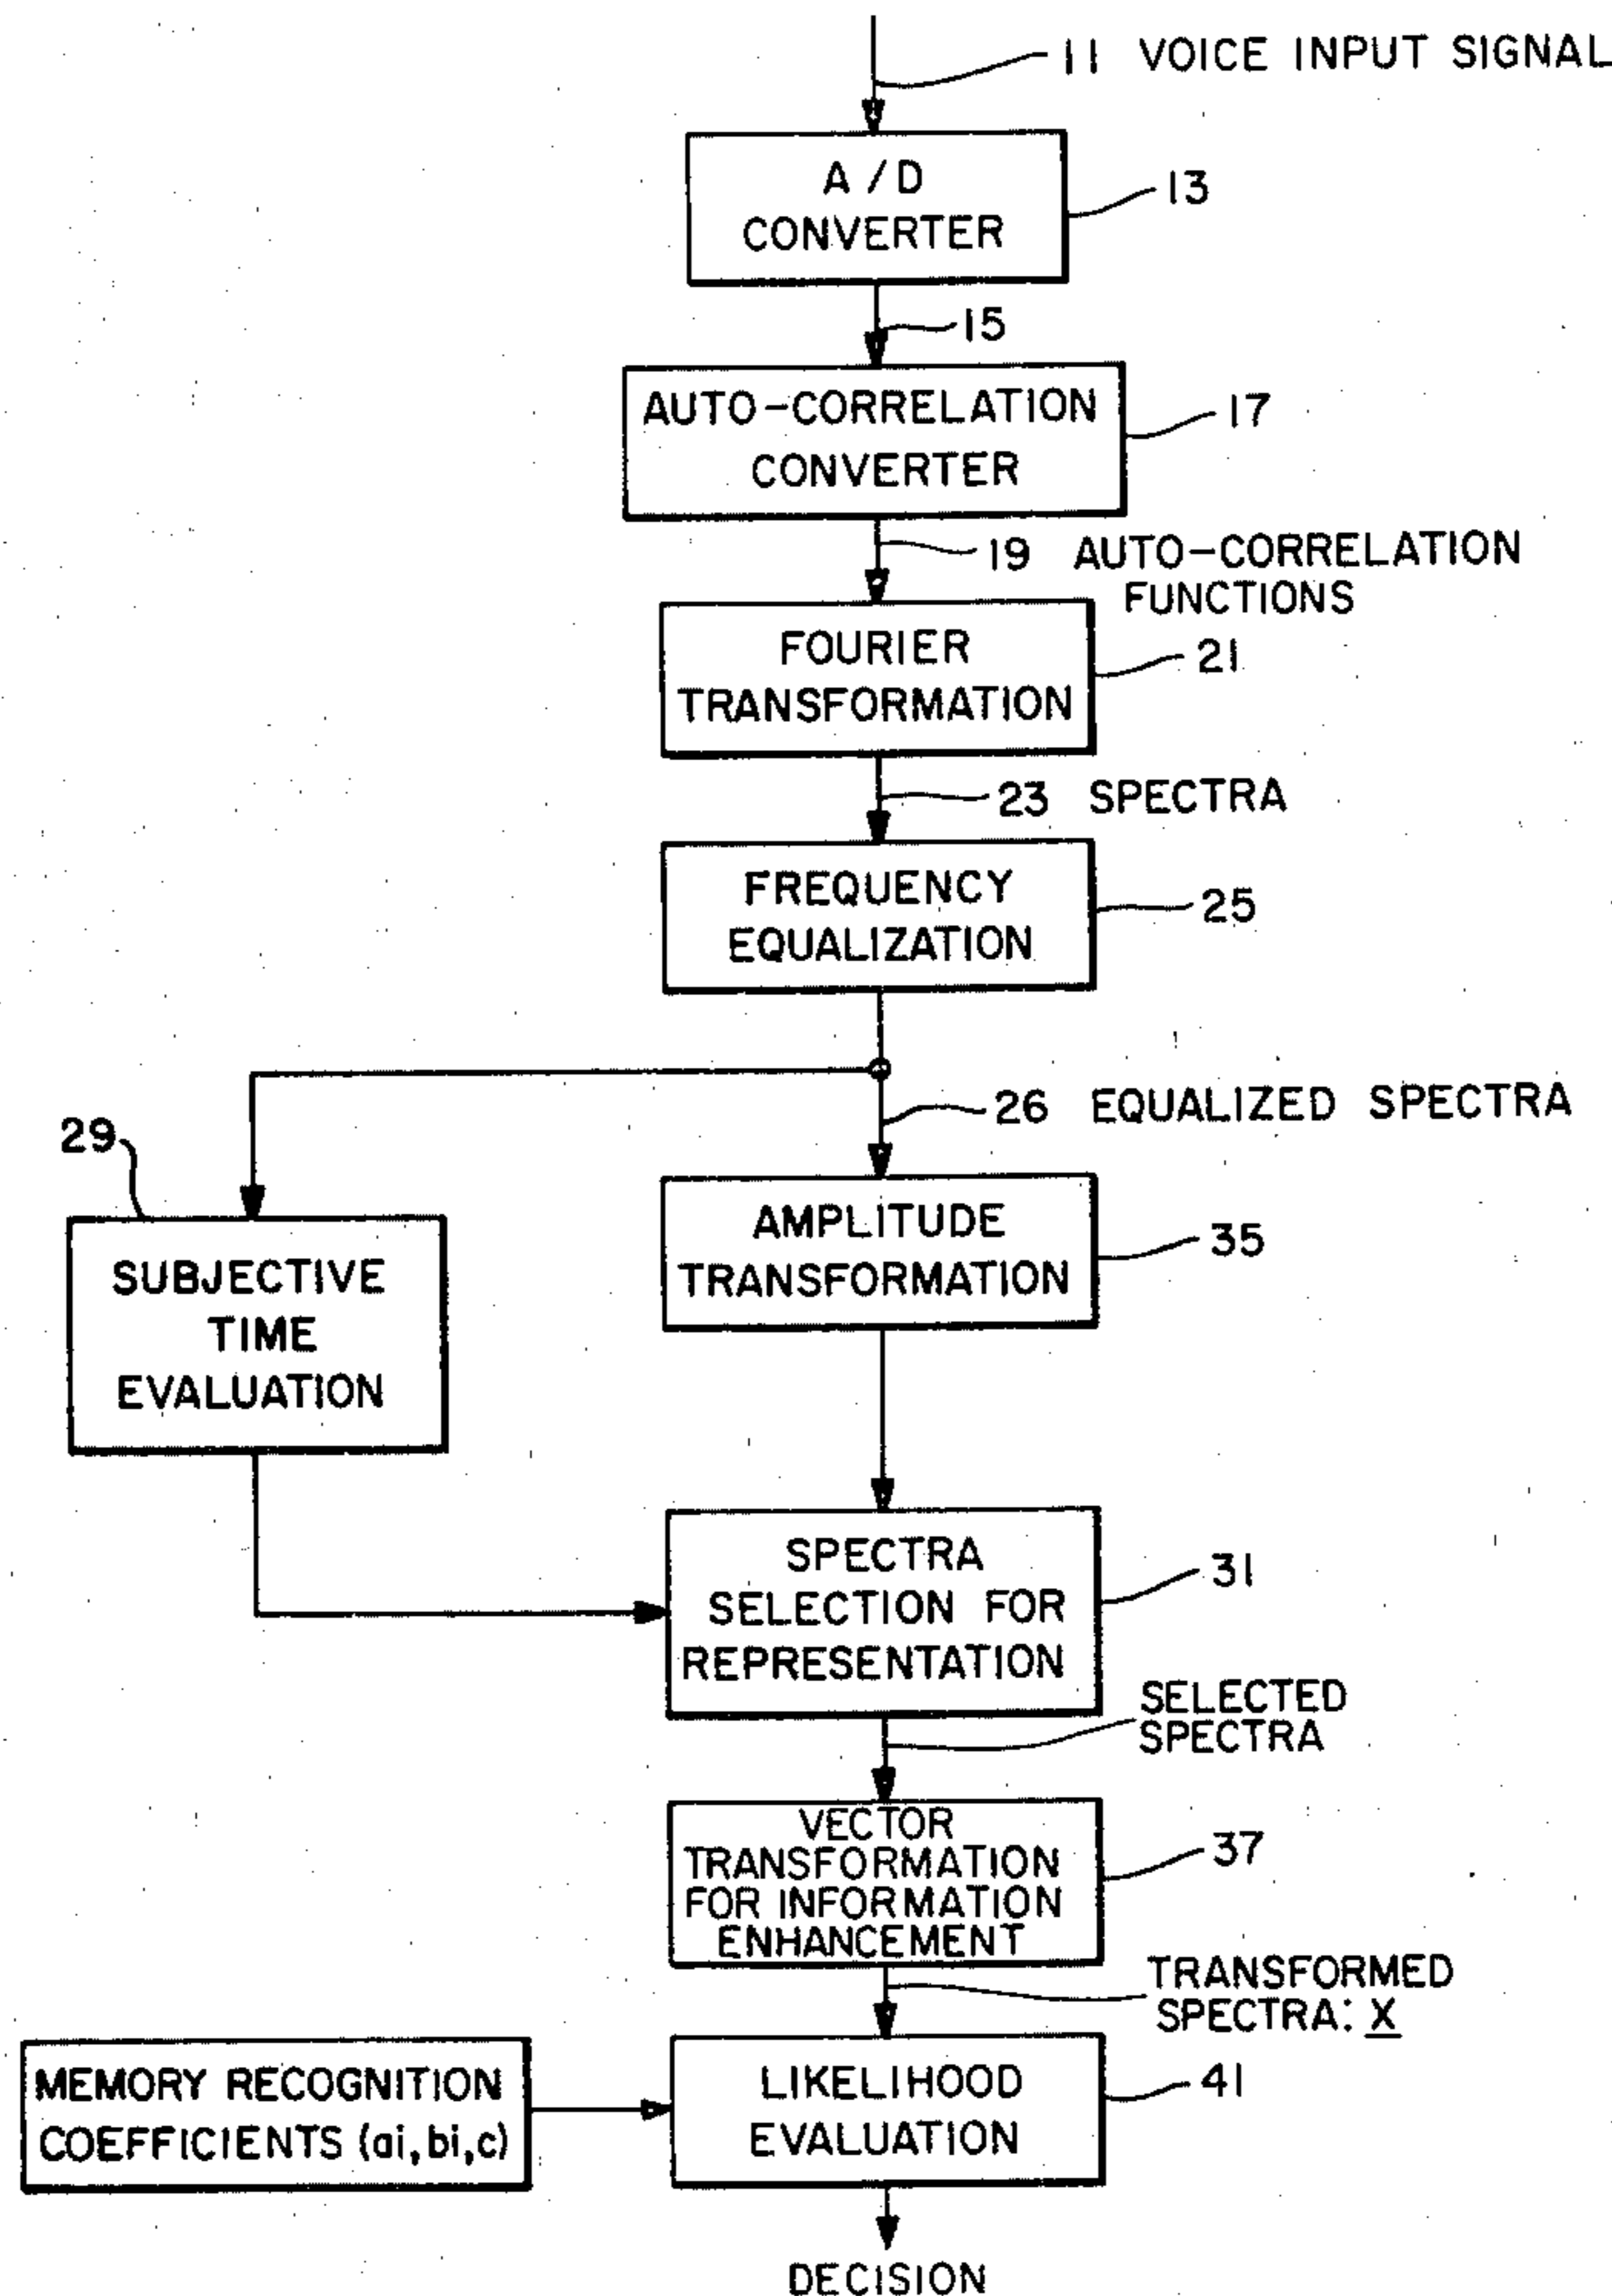 11 VOICE INPUT SIGNAL
A/D
CONVERTER
13
15
AUTO-CORRELATION
CONVERTER
17
19 AUTO-CORRELATION
FUNCTIONS
FOURIER
TRANSFORMATION
21
23 SPECTRA
FREQUENCY
EQUALIZATION
25
26 EQUALIZED SPECTRA
29
SUBJECTIVE
TIME
EVALUATION
AMPLITUDE
TRANSFORMATION
35
SPECTRA
SELECTION FOR
REPRESENTATION
31
SELECTED
SPECTRA
VECTOR
TRANSFORMATION
FOR INFORMATION
ENHANCEMENT
37
TRANSFORMED
SPECTRA: X
MEMORY RECOGNITION
COEFFICIENTS (ai, bi, c)
LIKELIHOOD
EVALUATION
41
DECISION